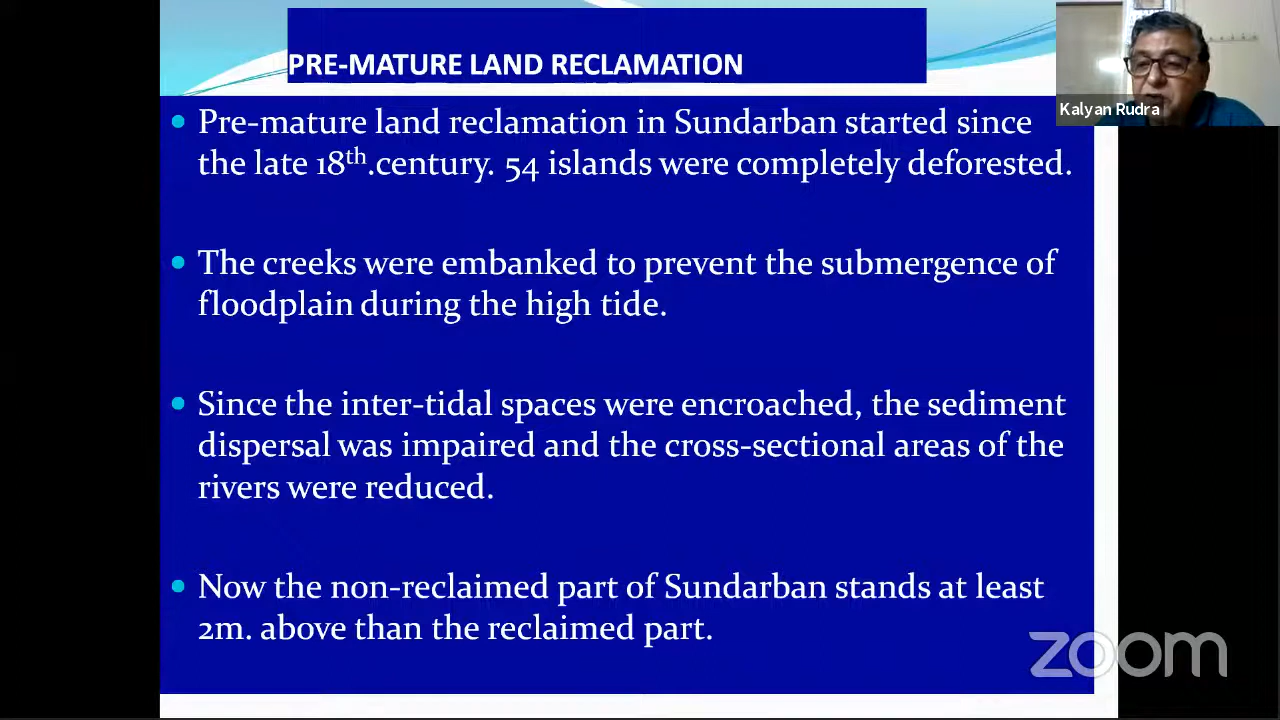 PRE-MATURE LAND RECLAMATION
Kalyan Rudra
• Pre-mature land reclamation in Sundarban started since
the late 18th.century. 54 islands were completely deforested.
• The creeks were embanked to prevent the submergence of
floodplain during the high tide.
• Since the inter-tidal spaces were encroached, the sediment
dispersal was impaired and the cross-sectional areas of the
rivers were reduced.
• Now the non-reclaimed part of Sundarban stands at least
2m. above than the reclaimed part.
zoom